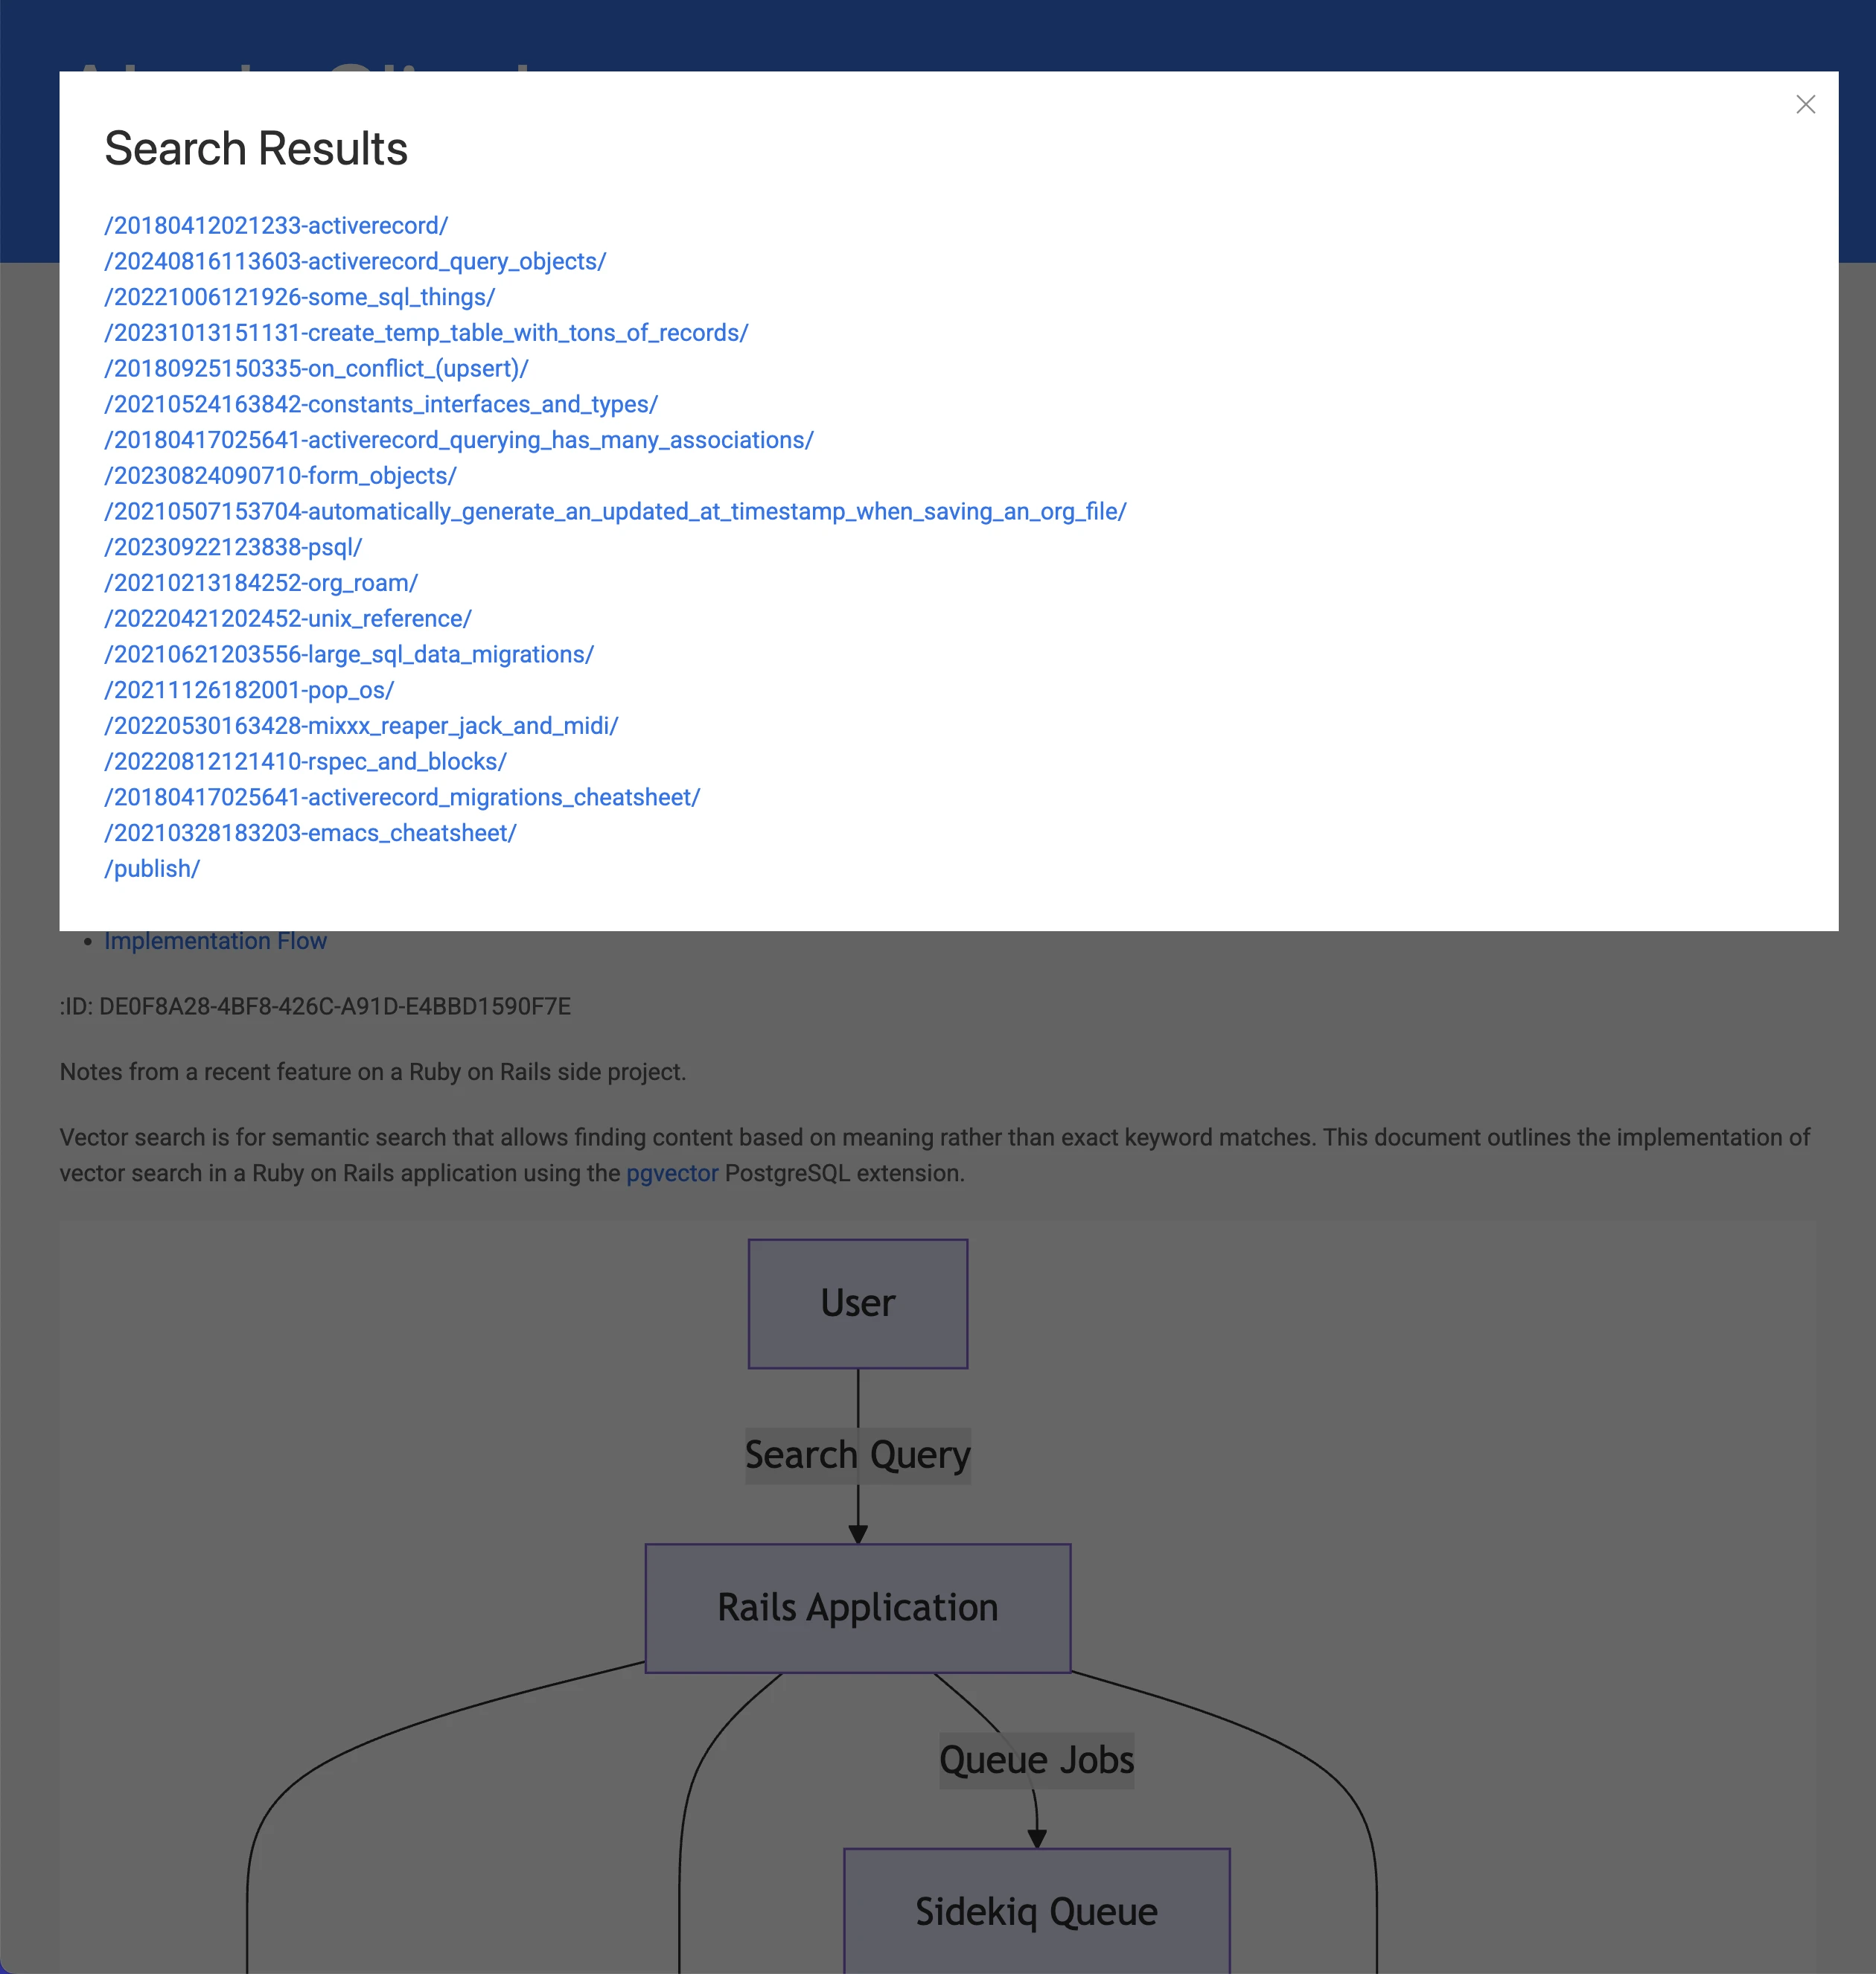 Search Results
/20180412021233-activerecord/
/20240816113603-activerecord_query_objects/
/20221006121926-some_sql_things/
/20231013151131-create_temp_table_with_tons_of_records/
/20180925150335-on_conflict_(upsert)/
/20210524163842-constants_interfaces_and_types/
/20180417025641-activerecord_querying_has_many_associations/
/20230824090710-form_objects/
/20210507153704-automatically_generate_an_updated_at_timestamp_when_saving_an_org_file/
/20230922123838-psql/
/20210213184252-org_roam/
/20220421202452-unix_reference/
/20210621203556-large_sql_data_migrations/
/20211126182001-pop_os/
/20220530163428-mixxx_reaper_jack_and_midi/
/20220812121410-rspec_and_blocks/
/20180417025641-activerecord_migrations_cheatsheet/
/20210328183203-emacs_cheatsheet/
/publish/
Implementation Flow
:ID: DE0F8A28-4BF8-426C-A91D-E4BBD1590F7E
Notes from a recent feature on a Ruby on Rails side project.
Vector search is for semantic search that allows finding content based on meaning rather than exact keyword matches. This document outlines the implementation of
vector search in a Ruby on Rails application using the pgvector PostgreSQL extension.
User
Search Query
Rails Application
Queue Jobs
Sidekiq Queue